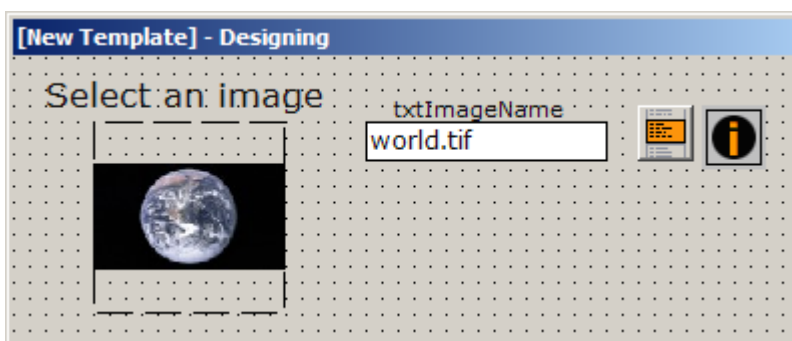 [New Template] - Designing
Select an image
txtImageName
world.tif
i